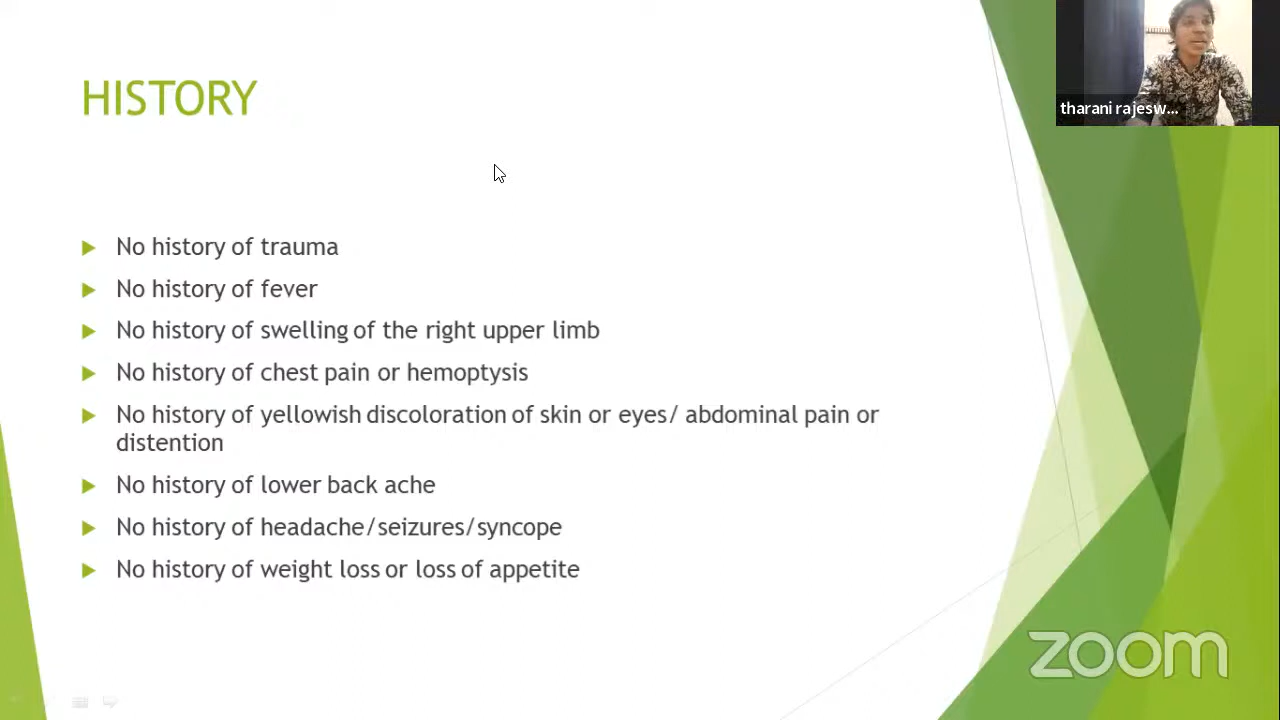 HISTORY
tharani rajesw...
No history of trauma
No history of fever
No history of swelling of the right upper limb
No history of chest pain or hemoptysis
No history of yellowish discoloration of skin or eyes/ abdominal pain or
distention
No history of lower back ache
No history of headache/seizures/syncope
No history of weight loss or loss of appetite
zoom